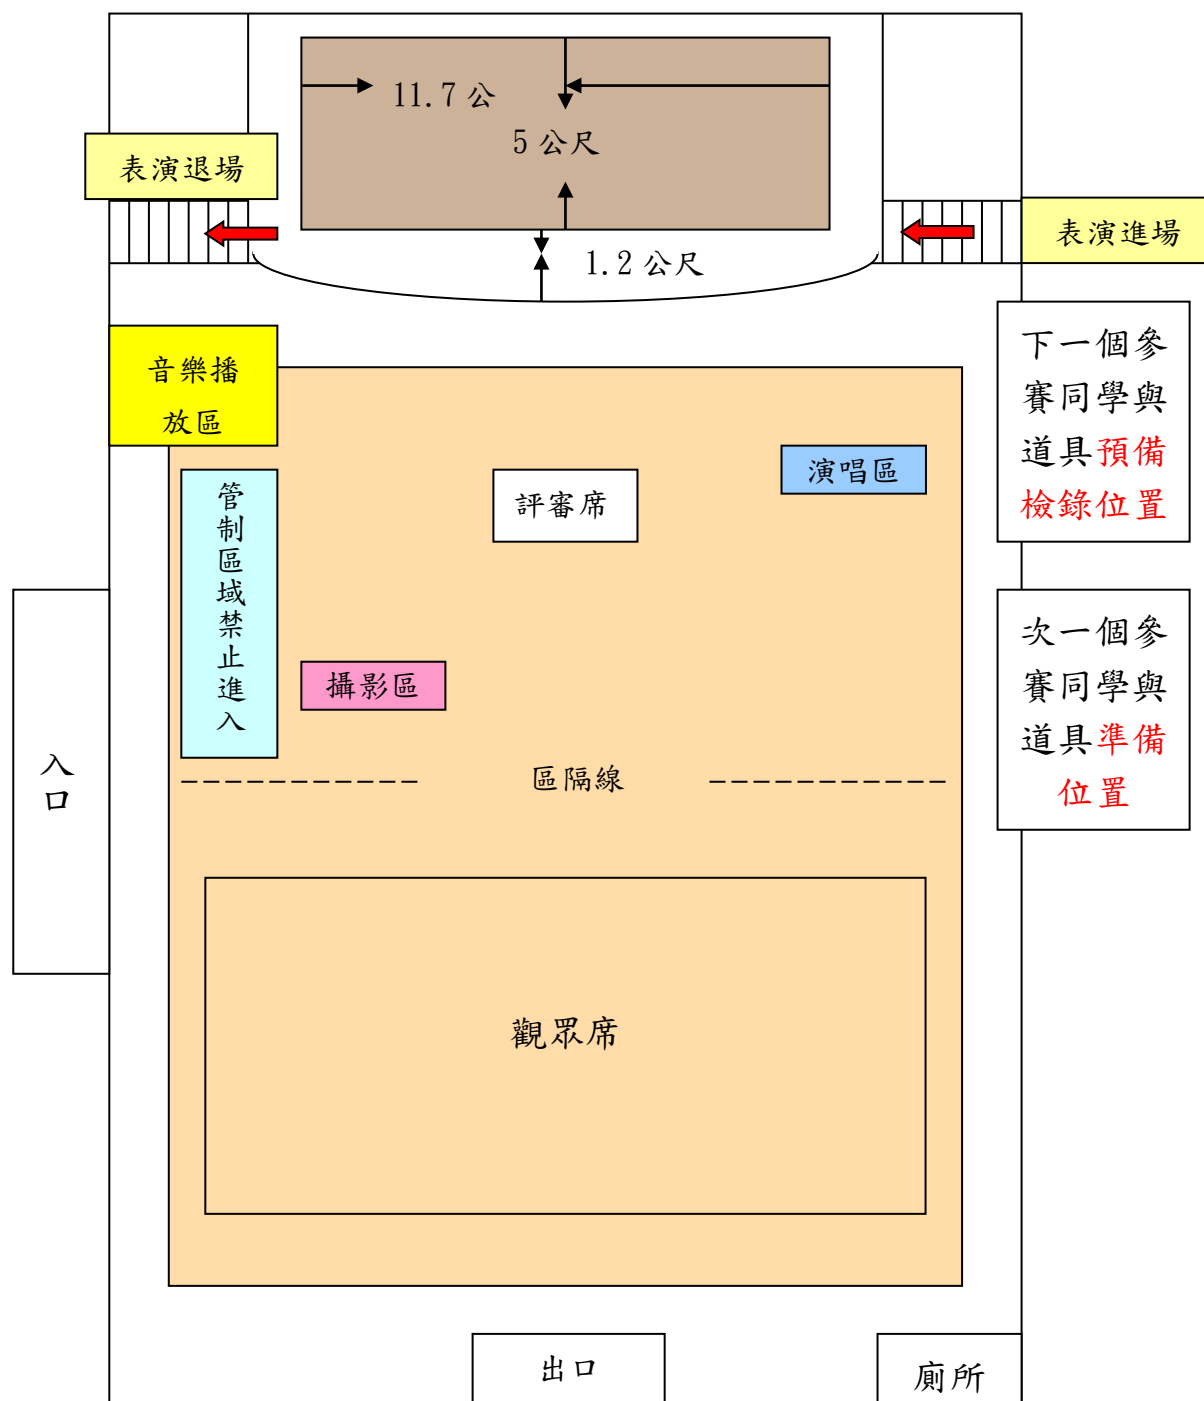 11.7公
5公尺
表演退場
表演進場
1.2公尺
音樂播
放區
下一個參
賽同學與
道具預備
檢錄位置
演唱區
評審席
管制區域禁止進入
次一個參
賽同學與
道具準備
位置
攝影區
入口
區隔線
觀眾席
出口
廁所